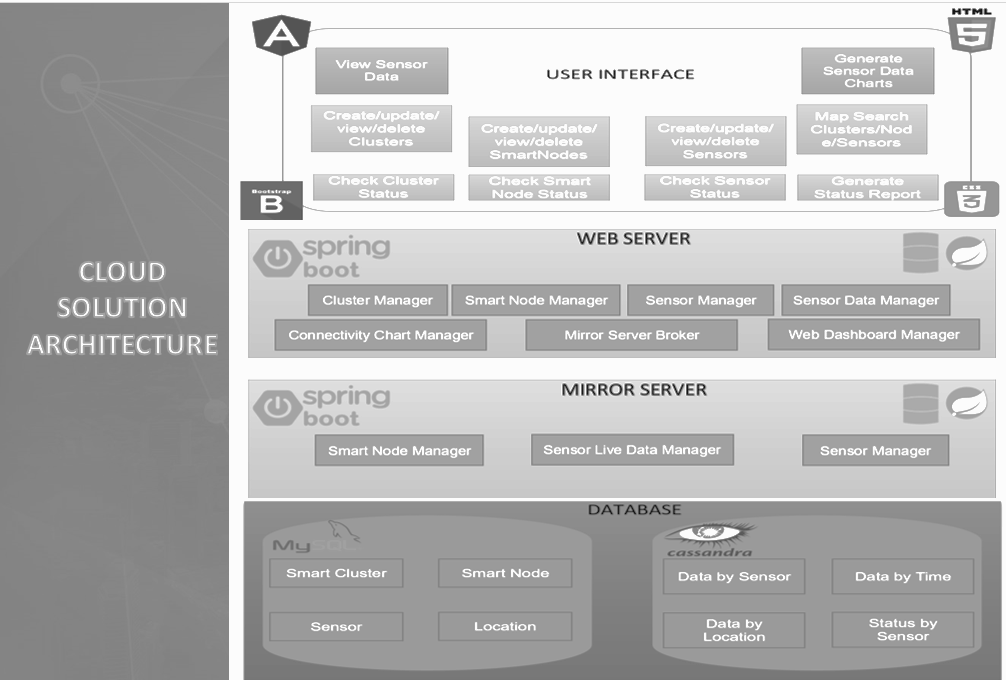 HTML
A
5
View Sensor
Data
USER INTERFACE
Generate
Sensor Data
Charts
Create/update/
view/delete
Clusters
Create/update/
view/delete
SmartNodes
Create/update/
view/delete
Sensors
Map Search
Clusters/Nod
e/Sensors
Check Cluster
Status
Check Smart
Node Status
Check Sensor
Status
Generate
Status Report
Bootstrap
B
CSS
3
CLOUD
SOLUTION
ARCHITECTURE
WEB SERVER
spring
boot
Cluster Manager
Smart Node Manager
Sensor Manager
Sensor Data Manager
Connectivity Chart Manager
Mirror Server Broker
Web Dashboard Manager
MIRROR SERVER
spring
boot
Smart Node Manager
Sensor Live Data Manager
Sensor Manager
DATABASE
MySQL
Smart Cluster
Smart Node
Sensor
Location
cassandra
Data by Sensor
Data by Time
Data by
Location
Status by
Sensor